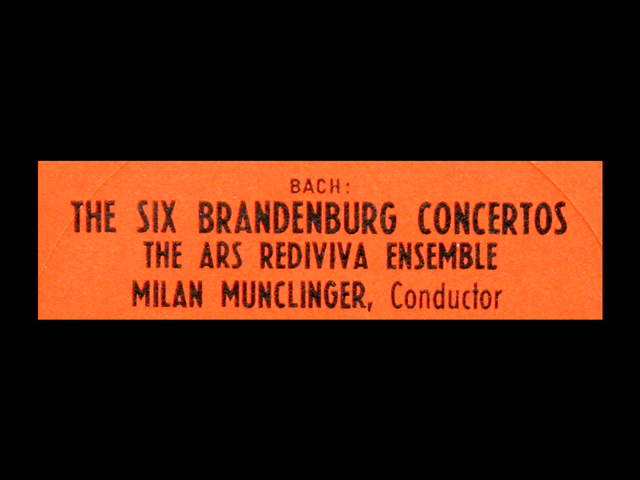 BACH:
THE SIX BRANDENBURG CONCERTOS
THE ARS REDIVIVA ENSEMBLE
MILAN MUNCLINGER, Conductor